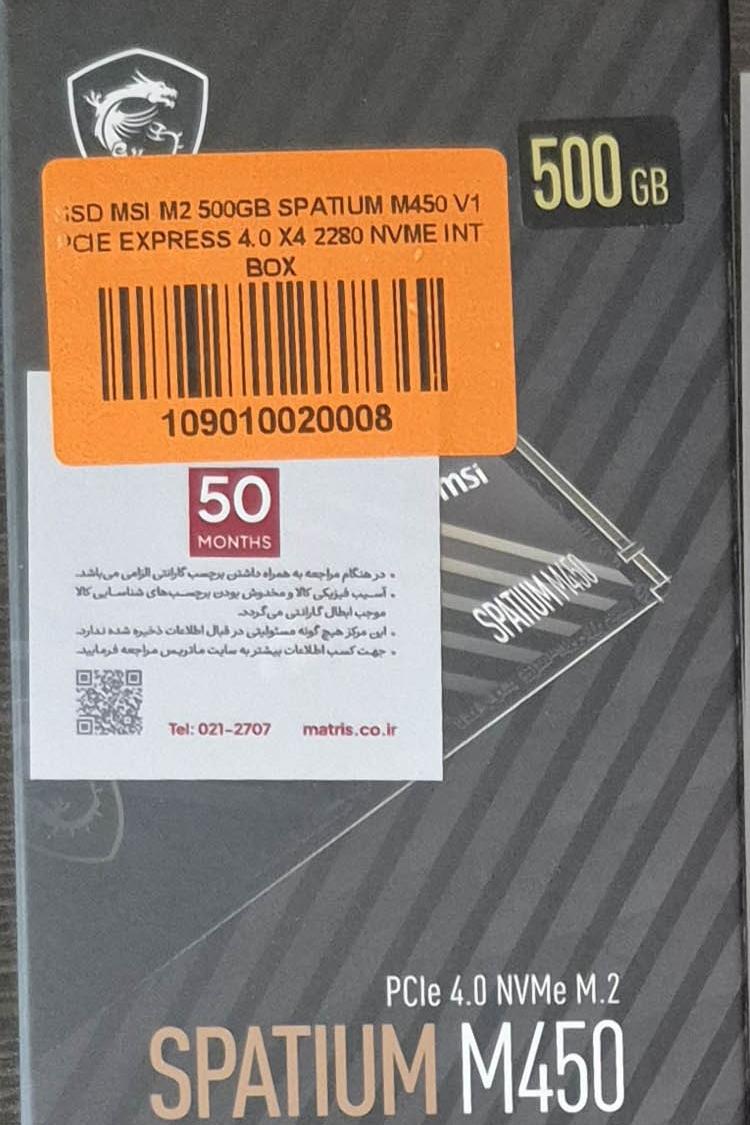 500 GB
SSD MSI M2 500GB SPATIUM M450 V1
PCIE EXPRESS 4.0 X4 2280 NVME INT
BOX
109010020008
msi
SPATIUM M450
50
MONTHS
• در هنگام مراجعه به همراه داشتن برچسب گارانتی الزامی می‌باشد.
• آسیب فیزیکی کالا و مخدوش بودن برچسب‌های شناسایی کالا
موجب ابطال گارانتی می‌گردد.
• این مرکز هیچ گونه مسئولیتی در قبال اطلاعات ذخیره شده ندارد.
• جهت کسب اطلاعات بیشتر به سایت ماتریس مراجعه فرمایید.
Tel: 021-2707 matris.co.ir
PCIe 4.0 NVMe M.2
SPATIUM M450